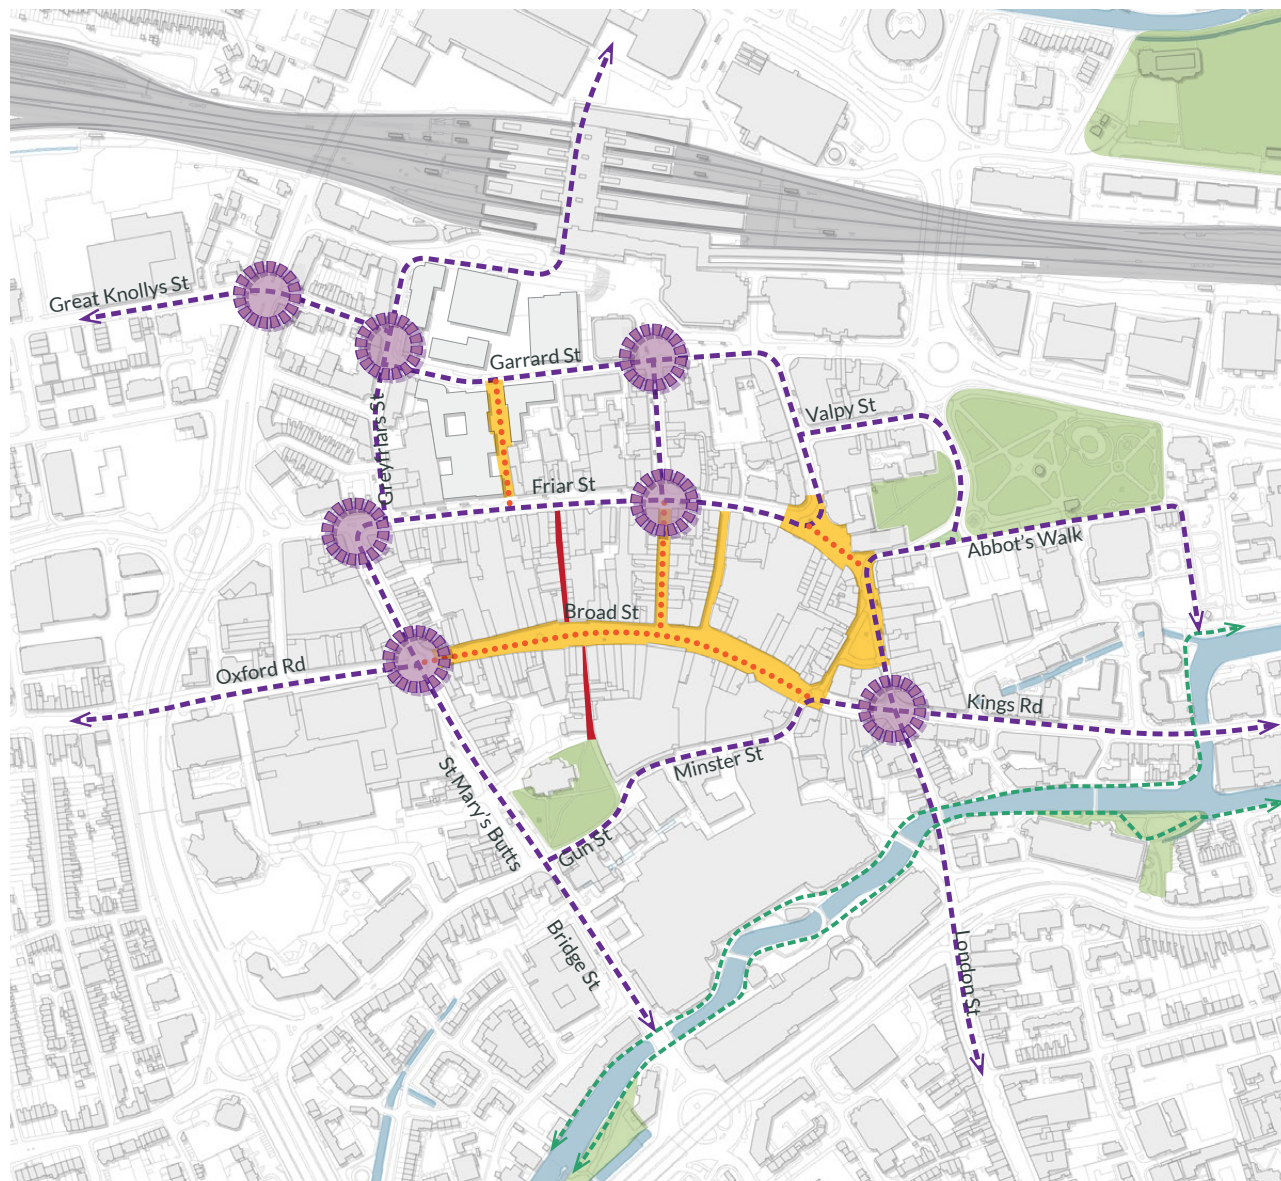 Great Knollys St
Garrard St
Valpy St
Greyfriars St
Friar St
Abbot's Walk
Broad St
Oxford Rd
Kings Rd
Minster St
St Mary's Butts
Gun St
Bridge St
London St